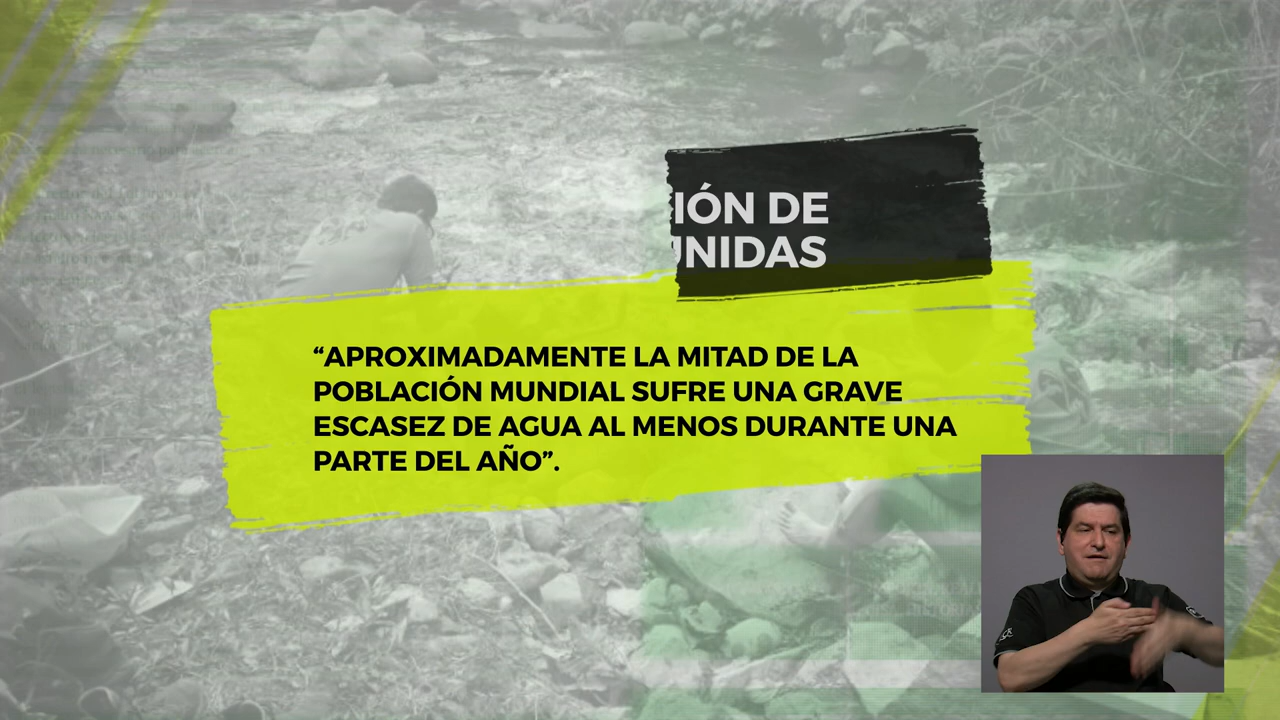 IÓN DE
UNIDAS
“APROXIMADAMENTE LA MITAD DE LA
POBLACIÓN MUNDIAL SUFRE UNA GRAVE
ESCASEZ DE AGUA AL MENOS DURANTE UNA
PARTE DEL AÑO”.